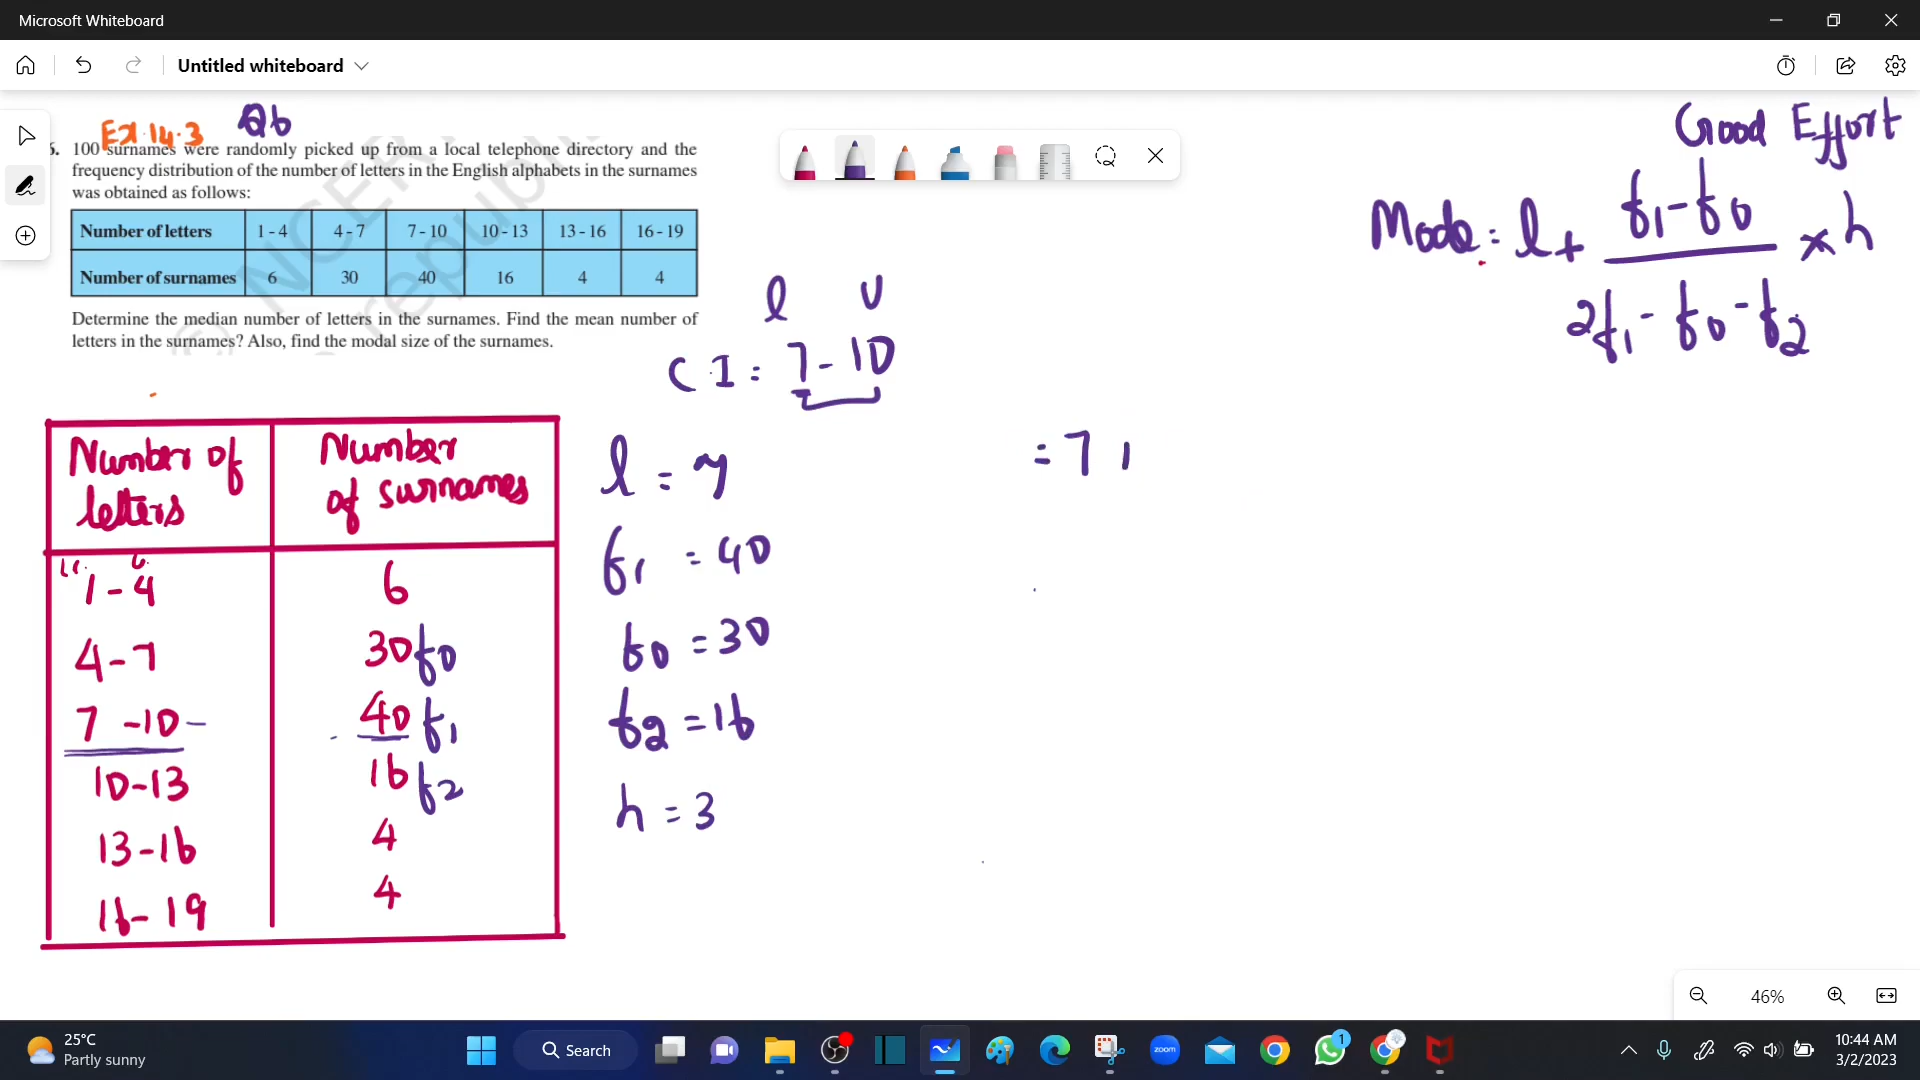 Microsoft Whiteboard
Untitled whiteboard
Ex.14.3 Q6
6. 100 surnames were randomly picked up from a local telephone directory and the
frequency distribution of the number of letters in the English alphabets in the surnames
was obtained as follows:
Number of letters 1 - 4 4 - 7 7 - 10 10 - 13 13 - 16 16 - 19
Number of surnames 6 30 40 16 4 4
Determine the median number of letters in the surnames. Find the mean number of
letters in the surnames? Also, find the modal size of the surnames.
Good Effort
Mode = l + f1 - f0 × h
2f1 - f0 - f2
l U
C I = 7 - 10
Number of letters Number of surnames
1 - 4 6
4 - 7 30 f0
7 - 10 40 f1
10 - 13 16 f2
13 - 16 4
16 - 19 4
l = 7
f1 = 40
f0 = 30
f2 = 16
h = 3
= 7
46%
25°C
Partly sunny
Search
zoom
1
10:44 AM
3/2/2023